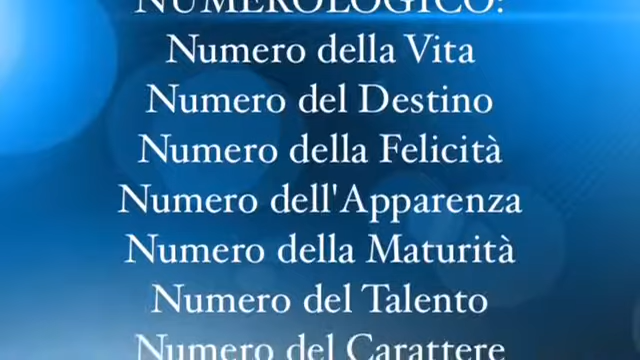 NUMEROLOGICO:
Numero della Vita
Numero del Destino
Numero della Felicità
Numero dell'Apparenza
Numero della Maturità
Numero del Talento
Numero del Carattere